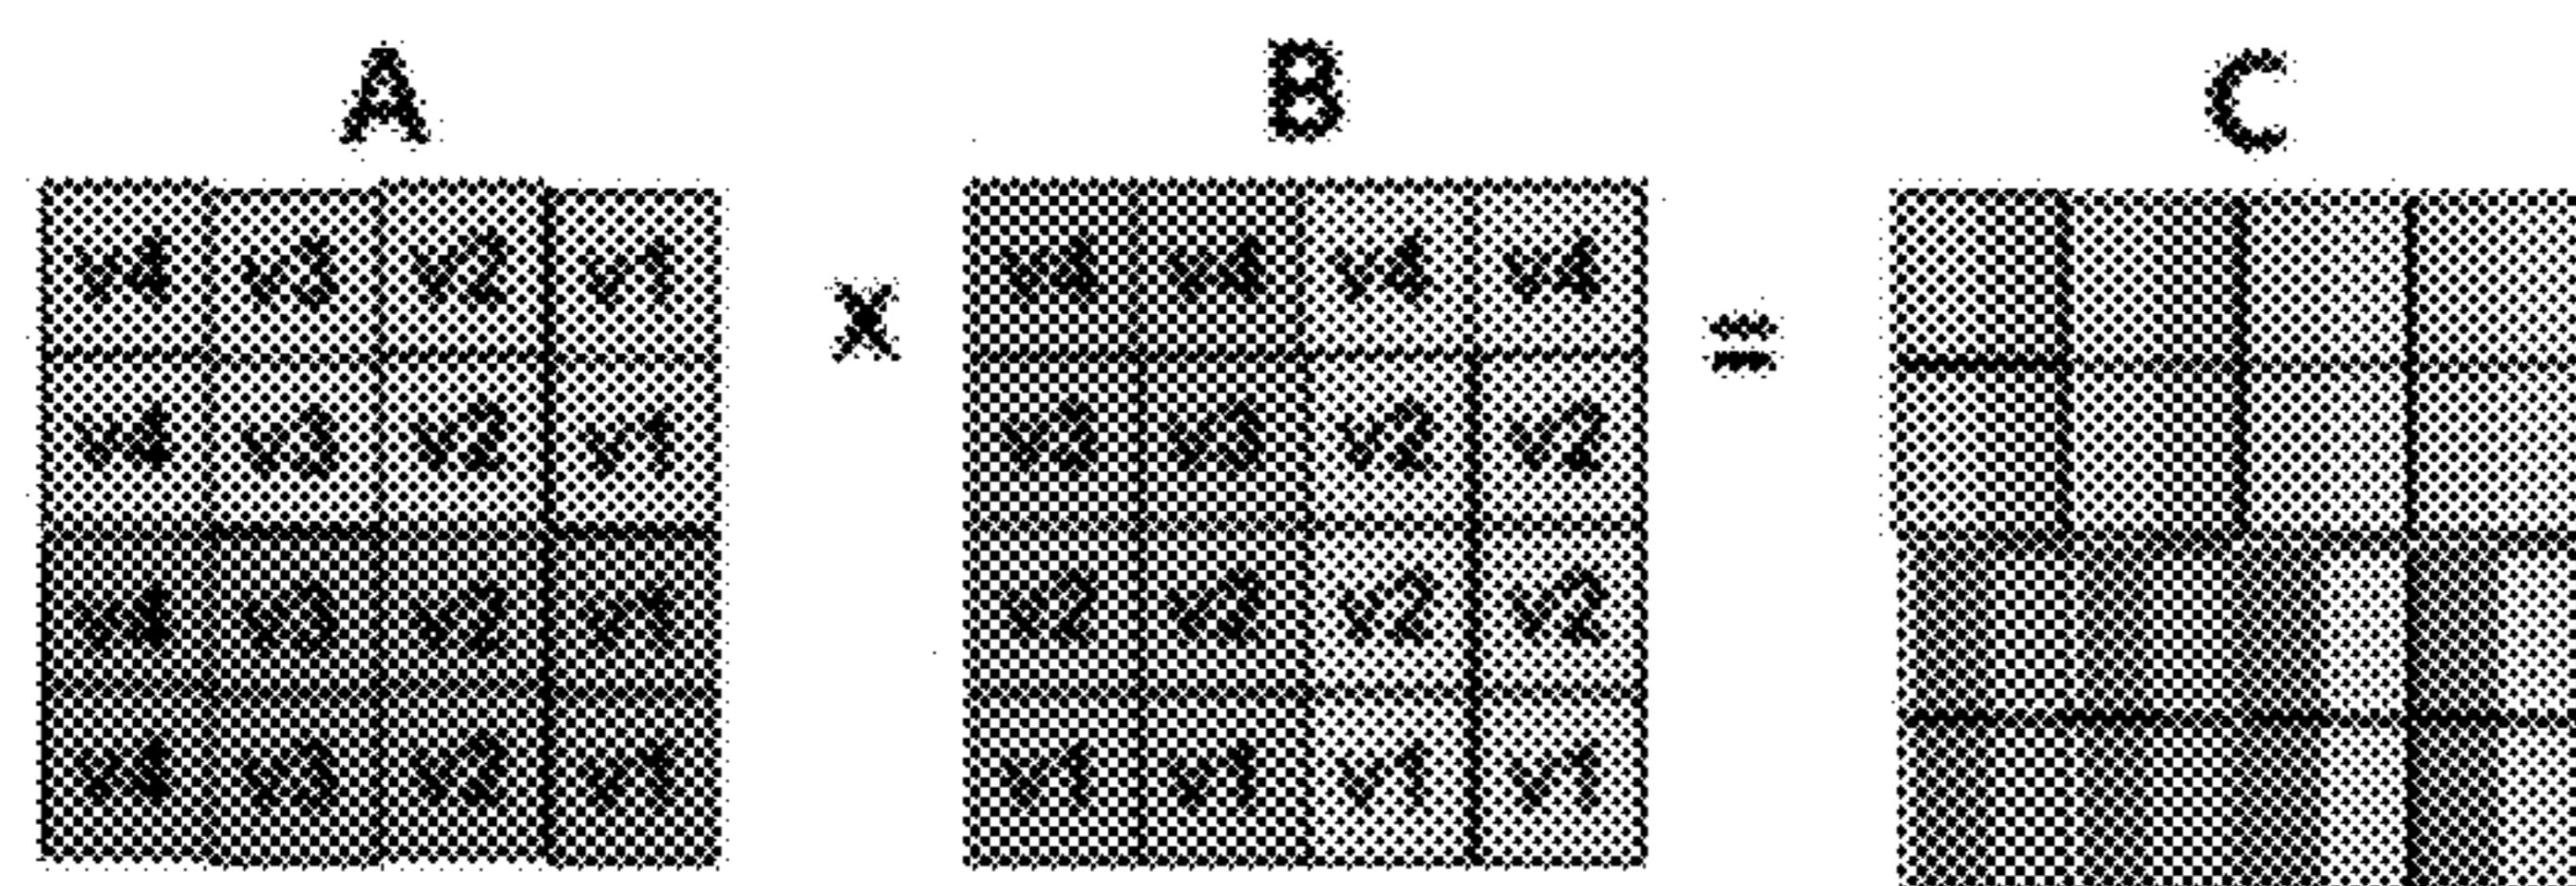 A B C
v4 v3 v2 v1 x v4 v4 v4 v4 =
v4 v3 v2 v1 v3 v3 v2 v2
v4 v3 v2 v1 v2 v3 v2 v2
v4 v3 v2 v1 v1 v1 v1 v1